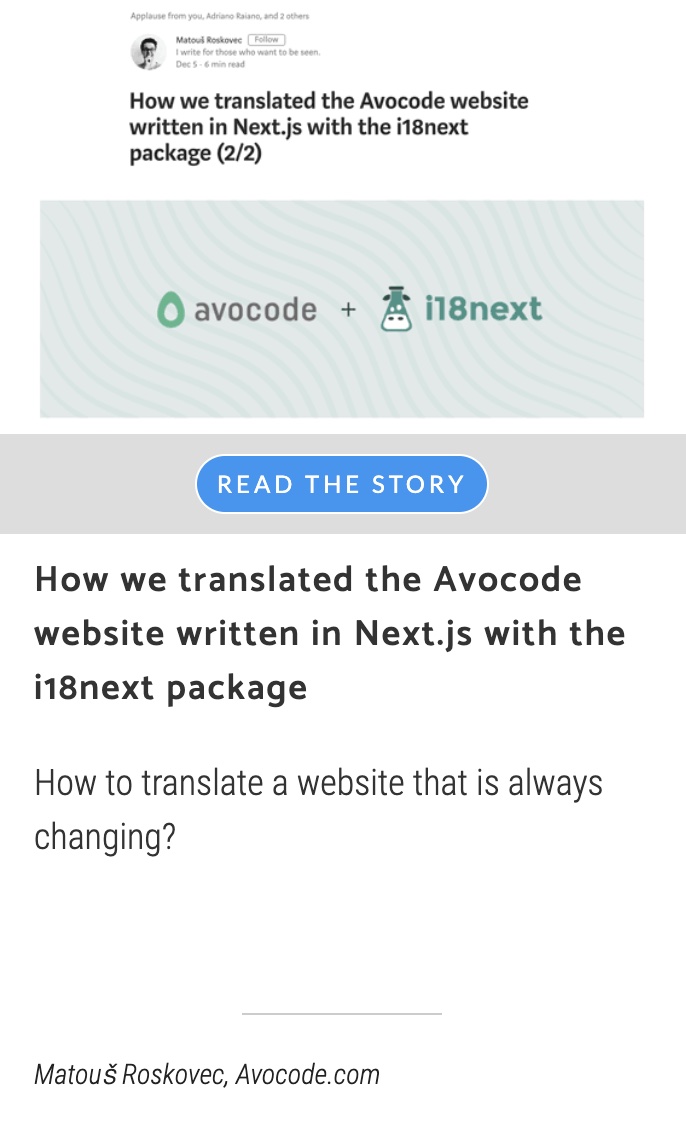 Applause from you, Adriano Raiano, and 2 others
Matouš Roskovec Follow
I write for those who want to be seen.
Dec 5 · 6 min read
How we translated the Avocode website
written in Next.js with the i18next
package (2/2)
avocode + i18next
READ THE STORY
How we translated the Avocode
website written in Next.js with the
i18next package
How to translate a website that is always
changing?
Matouš Roskovec, Avocode.com